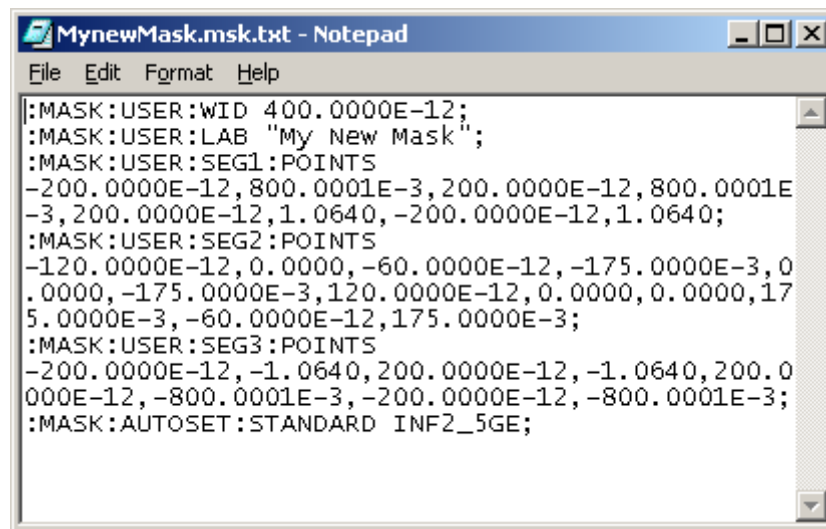 MynewMask.msk.txt - Notepad
File Edit Format Help
:MASK:USER:WID 400.0000E-12;
:MASK:USER:LAB "My New Mask";
:MASK:USER:SEG1:POINTS
-200.0000E-12,800.0001E-3,200.0000E-12,800.0001E
-3,200.0000E-12,1.0640,-200.0000E-12,1.0640;
:MASK:USER:SEG2:POINTS
-120.0000E-12,0.0000,-60.0000E-12,-175.0000E-3,0
.0000,-175.0000E-3,120.0000E-12,0.0000,0.0000,17
5.0000E-3,-60.0000E-12,175.0000E-3;
:MASK:USER:SEG3:POINTS
-200.0000E-12,-1.0640,200.0000E-12,-1.0640,200.0
000E-12,-800.0001E-3,-200.0000E-12,-800.0001E-3;
:MASK:AUTOSET:STANDARD INF2_5GE;